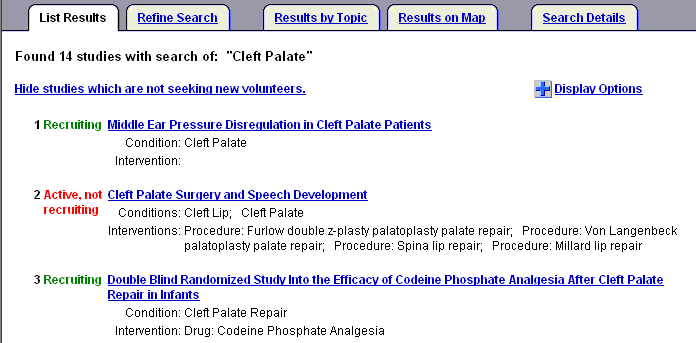 List Results Refine Search Results by Topic Results on Map Search Details
Found 14 studies with search of: "Cleft Palate"
Hide studies which are not seeking new volunteers. Display Options
1 Recruiting Middle Ear Pressure Disregulation in Cleft Palate Patients
Condition: Cleft Palate
Intervention:
2 Active, not recruiting Cleft Palate Surgery and Speech Development
Conditions: Cleft Lip; Cleft Palate
Interventions: Procedure: Furlow double z-plasty palatoplasty palate repair; Procedure: Von Langenbeck
palatoplasty palate repair; Procedure: Spina lip repair; Procedure: Millard lip repair
3 Recruiting Double Blind Randomized Study Into the Efficacy of Codeine Phosphate Analgesia After Cleft Palate
Repair in Infants
Condition: Cleft Palate Repair
Intervention: Drug: Codeine Phosphate Analgesia